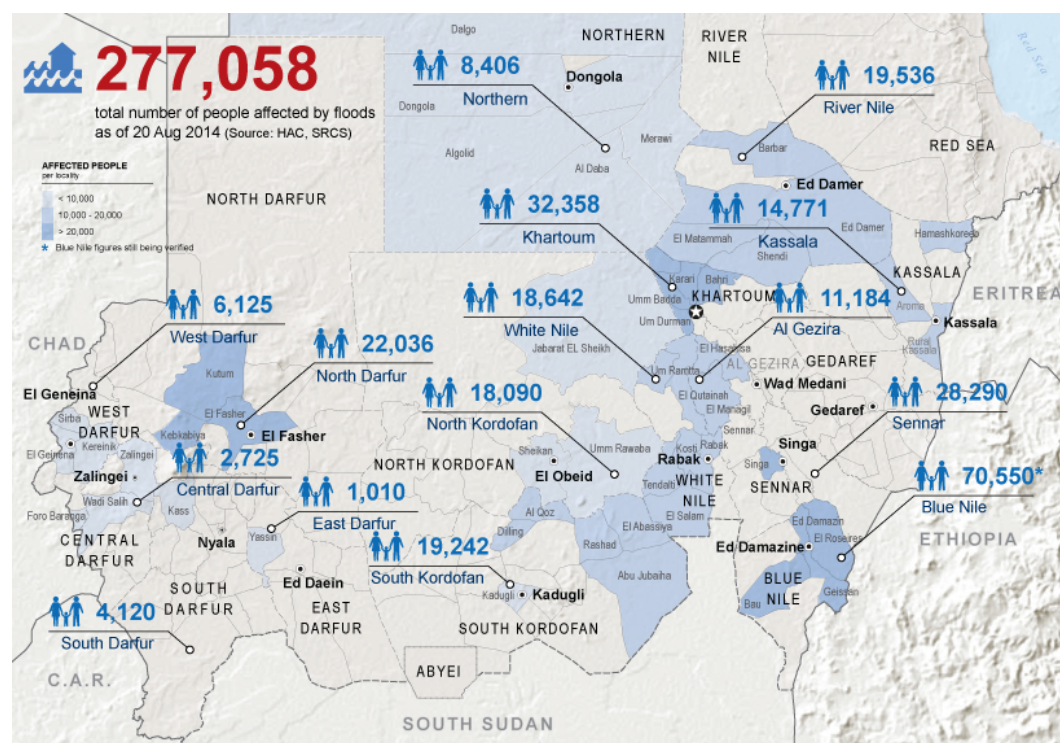 277,058
total number of people affected by floods
as of 20 Aug 2014 (Source: HAC, SRCS)
AFFECTED PEOPLE
per locality
< 10,000
10,000 - 20,000
> 20,000
* Blue Nile figures still being verified
Dalgo
NORTHERN
RIVER
NILE
Red Sea
8,406
Northern
Dongola
19,536
River Nile
Dongola
Merawi
Barbar
RED SEA
Algolid
Al Daba
NORTH DARFUR
Ed Damer
32,358
Khartoum
14,771
Kassala
El Matammah
Ed Damer
Hamashkoreeb
Shendi
KASSALA
Karari
Bahri
Umm Badda
KHARTOUM
Aroma
ERITREA
6,125
West Darfur
18,642
White Nile
11,184
Al Gezira
Um Durman
Kassala
CHAD
22,036
North Darfur
Jabarat EL Sheikh
El Hasahisa
Rural
Kassala
AL GEZIRA
GEDAREF
Kutum
Um Ramtta
El Geneina
18,090
North Kordofan
El Qutainah
Wad Medani
28,290
Sennar
WEST
DARFUR
Sirba
El Fasher
El Managil
Gedaref
Kebkabiya
El Fasher
Sennar
Kereinik
Zalingei
El Geneina
2,725
Central Darfur
NORTH KORDOFAN
Sheikan
Umm Rawaba
Kosti
Rabak
Singa
El Obeid
Rabak
Singa
Zalingei
1,010
East Darfur
WHITE
NILE
SENNAR
70,550*
Blue Nile
Tendalti
Wadi Salih
Foro Baranga
Kass
Al Qoz
El Salam
Ed Damazin
CENTRAL
DARFUR
Nyala
Yassin
19,242
South Kordofan
Dilling
El Abassiya
El Rosaires
ETHIOPIA
Rashad
Ed Damazine
Abu Jubaiha
BLUE
NILE
Geissan
Ed Daein
Kadugli
Kadugli
Bau
SOUTH
DARFUR
4,120
South Darfur
EAST
DARFUR
SOUTH KORDOFAN
ABYEI
C.A.R.
SOUTH SUDAN